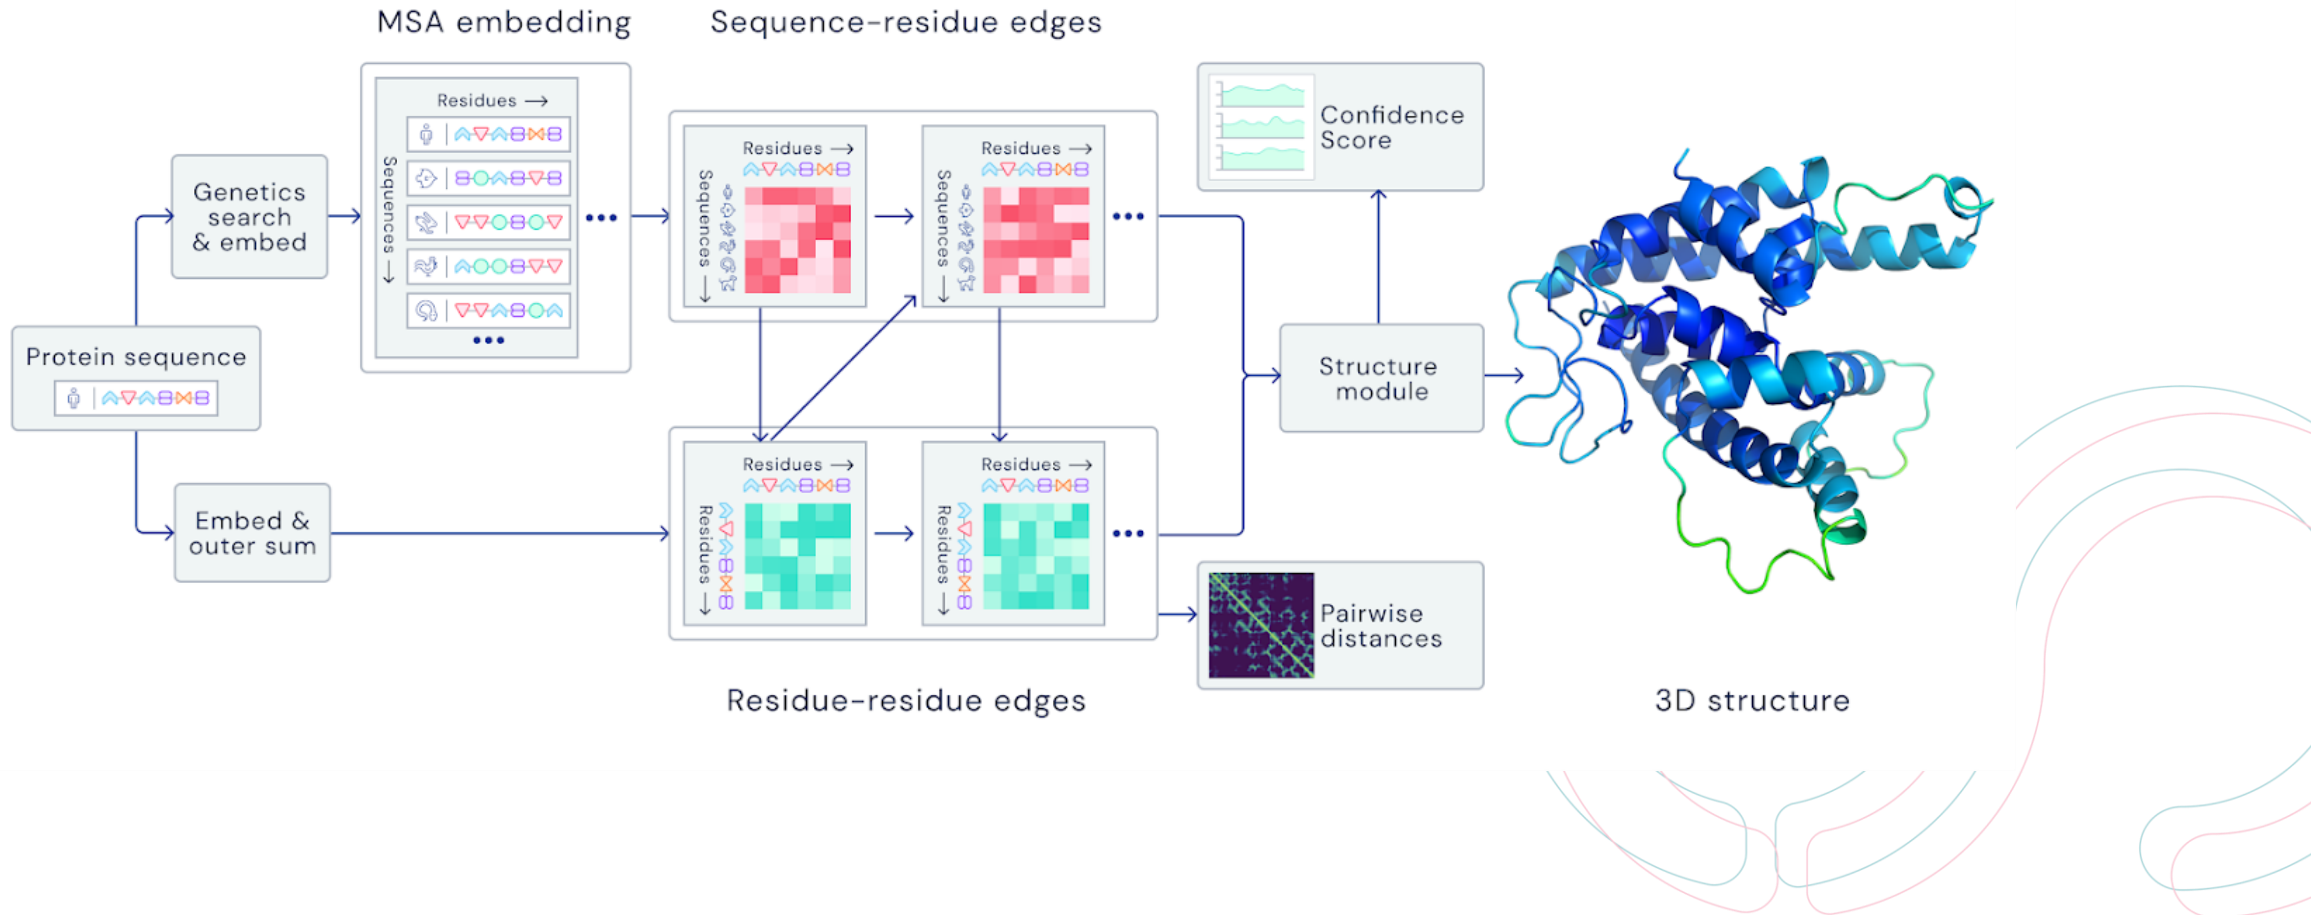 MSA embedding
Sequence-residue edges
Residues →
Sequences →
Genetics
search
& embed
Protein sequence
Embed &
outer sum
Residues →
Sequences →
Residues →
Sequences →
Residues →
Residues →
Residues →
Residues →
Residue-residue edges
Confidence
Score
Structure
module
Pairwise
distances
3D structure